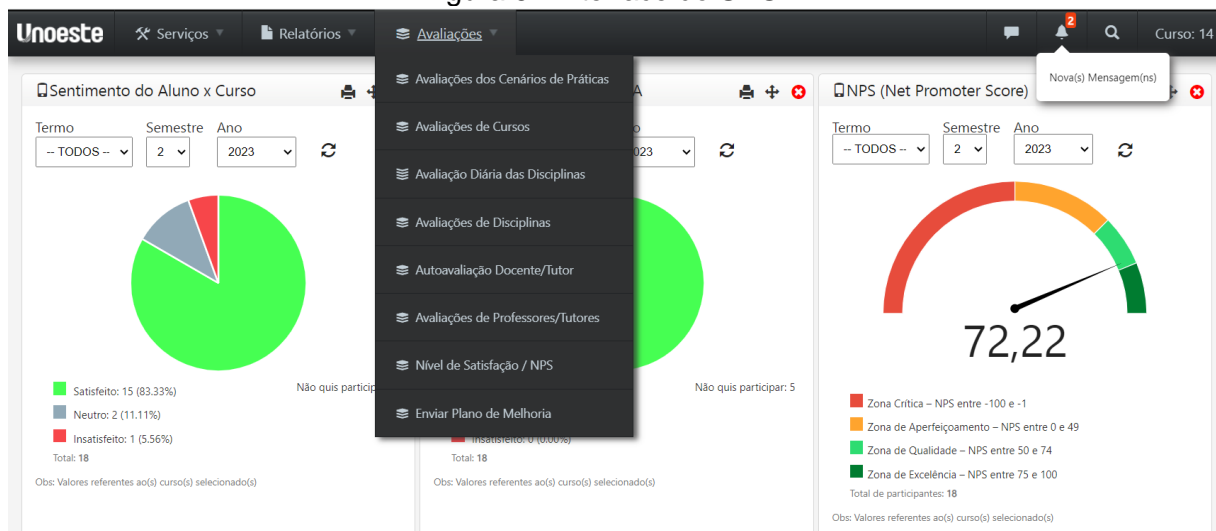 Unoeste
Serviços
Relatórios
Avaliações
2
Curso: 14
Nova(s) Mensagem(ns)
Avaliações dos Cenários de Práticas
Avaliações de Cursos
Avaliação Diária das Disciplinas
Avaliações de Disciplinas
Autoavaliação Docente/Tutor
Avaliações de Professores/Tutores
Nível de Satisfação / NPS
Enviar Plano de Melhoria
Sentimento do Aluno x Curso
Termo Semestre Ano
-- TODOS -- 2 2023
Satisfeito: 15 (83.33%)
Neutro: 2 (11.11%)
Insatisfeito: 1 (5.56%)
Total: 18
Não quis
Obs: Valores referentes ao(s) curso(s) selecionado(s)
A
Não quis participar: 5
Insatisfeito: 0 (0.00%)
Total: 18
Obs: Valores referentes ao(s) curso(s) selecionado(s)
NPS (Net Promoter Score)
Termo Semestre Ano
-- TODOS -- 2 2023
72,22
Zona Crítica – NPS entre -100 e -1
Zona de Aperfeiçoamento – NPS entre 0 e 49
Zona de Qualidade – NPS entre 50 e 74
Zona de Excelência – NPS entre 75 e 100
Total de participantes: 18
Obs: Valores referentes ao(s) curso(s) selecionado(s)